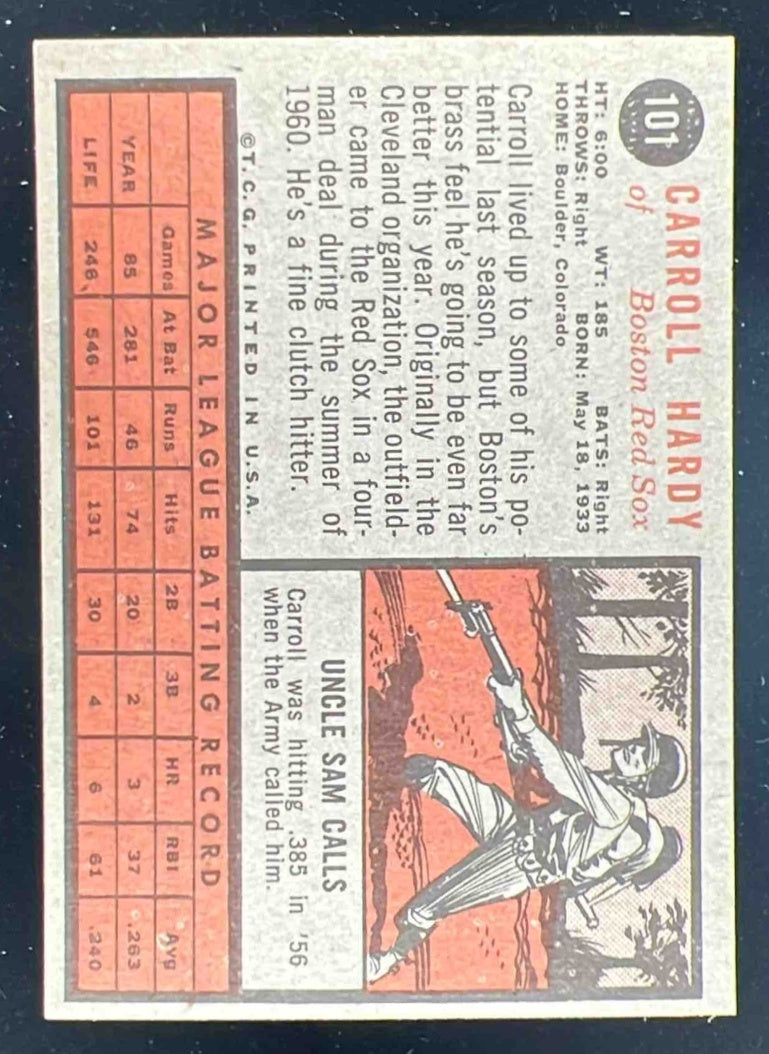 101
CARROLL HARDY
of Boston Red Sox
HT: 6:00 WT: 185 BATS: Right
THROWS: Right BORN: May 18, 1933
HOME: Boulder, Colorado
Carroll lived up to some of his po-
tential last season, but Boston's
brass feel he's going to be even far
better this year. Originally in the
Cleveland organization, the outfield-
er came to the Red Sox in a four-
man deal during the summer of
1960. He's a fine clutch hitter.
©T.C.G. PRINTED IN U.S.A.
UNCLE SAM CALLS
Carroll was hitting .385 in '56
when the Army called him.
MAJOR LEAGUE BATTING RECORD
Games At Bat Runs Hits 2B 3B HR RBI Avg
YEAR 85 281 46 74 20 2 3 37 .263
LIFE 246 546 101 131 30 4 6 61 .240